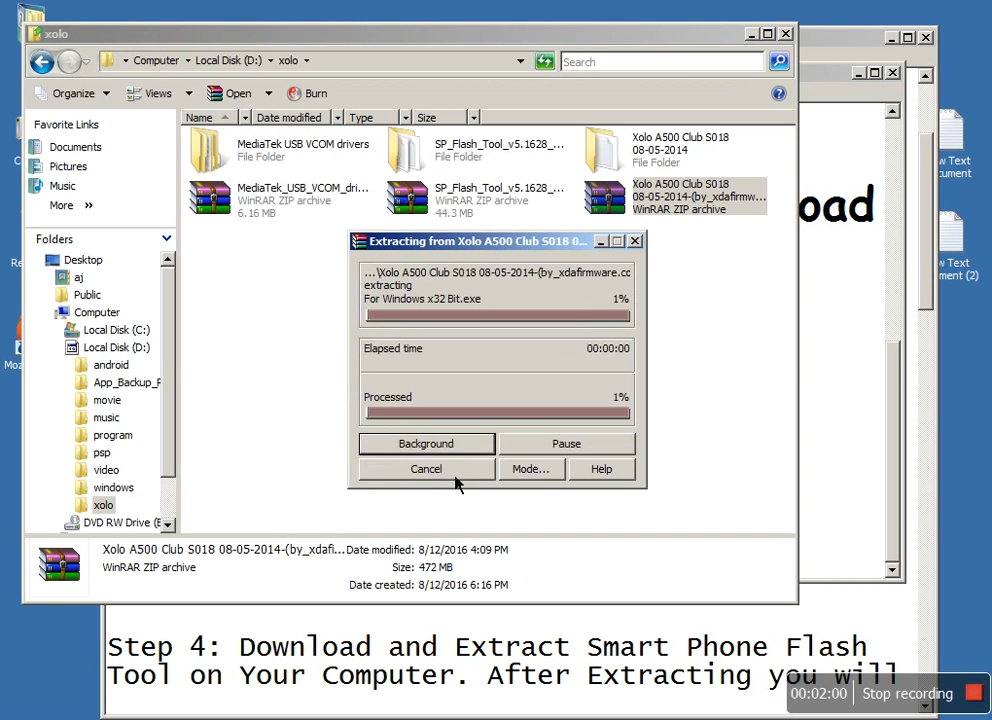 xolo
Computer
Local Disk (D:)
xolo
Search
Organize
Views
Open
Burn
Favorite Links
Documents
Pictures
Music
More »
Folders
Desktop
aj
Public
Computer
Local Disk (C:)
Local Disk (D:)
android
App_Backup_F
movie
music
program
psp
video
windows
xolo
DVD RW Drive (E
Name
Date modified
Type
Size
MediaTek USB VCOM drivers
File Folder
SP_Flash_Tool_v5.1628_...
File Folder
Xolo A500 Club S018
08-05-2014
File Folder
MediaTek_USB_VCOM_dri...
WinRAR ZIP archive
6.16 MB
SP_Flash_Tool_v5.1628_...
WinRAR ZIP archive
44.3 MB
Xolo A500 Club S018
08-05-2014-(by_xdafirmw...
WinRAR ZIP archive
Extracting from Xolo A500 Club S018 0...
...\Xolo A500 Club S018 08-05-2014-(by_xdafirmware.cc
extracting
For Windows x32 Bit.exe 1%
Elapsed time 00:00:00
Processed 1%
Background
Pause
Cancel
Mode...
Help
Xolo A500 Club S018 08-05-2014-(by_xdafi...
WinRAR ZIP archive
Date modified: 8/12/2016 4:09 PM
Size: 472 MB
Date created: 8/12/2016 6:16 PM
oad
w Text
cument
w Text
ment (2)
Re
Moz
Step 4: Download and Extract Smart Phone Flash
Tool on Your Computer. After Extracting you will
00:02:00
Stop recording